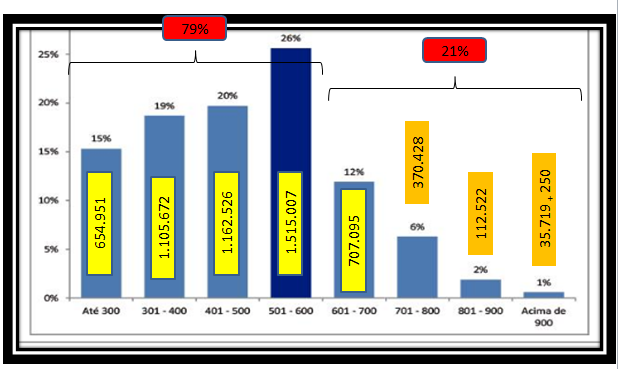 79%
21%
25%
20%
15%
10%
5%
0%
15%
19%
20%
26%
12%
6%
2%
1%
654.951
1.105.672
1.162.526
1.515.007
707.095
370.428
112.522
35.719 + 250
Até 300
301 - 400
401 - 500
501 - 600
601 - 700
701 - 800
801 - 900
Acima de
900